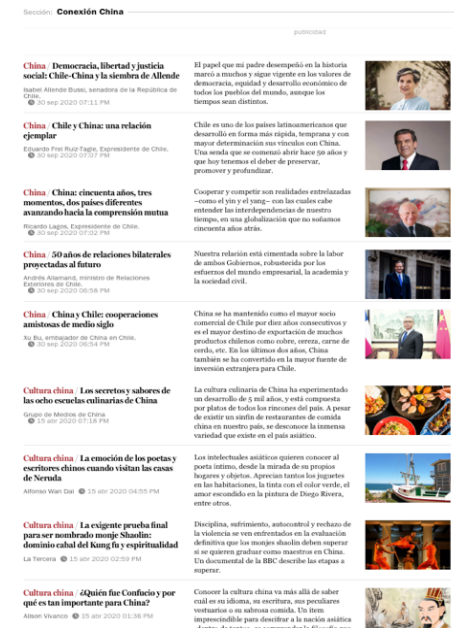 Sección: Conexión China
publicidad
China / Democracia, libertad y justicia
social: Chile-China y la siembra de Allende
Isabel Allende Bussi, senadora de la República de
Chile.
30 sep 2020 07:11 PM
El papel que mi padre desempeñó en la historia
marcó a muchos y sigue vigente en los valores de
democracia, equidad y desarrollo económico de
todos los pueblos del mundo, aunque los
tiempos sean distintos.
China / Chile y China: una relación
ejemplar
Eduardo Frei Ruiz-Tagle, Expresidente de Chile.
30 sep 2020 07:07 PM
Chile es uno de los países latinoamericanos que
desarrolló en forma más rápida, temprana y con
mayor determinación sus vínculos con China.
Una senda que se comenzó abrir hace 50 años y
que hoy tenemos el deber de preservar,
promover y profundizar.
China / China: cincuenta años, tres
momentos, dos países diferentes
avanzando hacia la comprensión mutua
Ricardo Lagos, Expresidente de Chile.
30 sep 2020 07:02 PM
Cooperar y competir son realidades entrelazadas
–como el yin y el yang– con las cuales cabe
entender las interdependencias de nuestro
tiempo, en una globalización que no soñamos
cincuenta años atrás.
China / 50 años de relaciones bilaterales
proyectadas al futuro
Andrés Allamand, ministro de Relaciones
Exteriores de Chile.
30 sep 2020 06:58 PM
Nuestra relación está cimentada sobre la labor
de ambos Gobiernos, robustecida por los
esfuerzos del mundo empresarial, la academia y
la sociedad civil.
China / China y Chile: cooperaciones
amistosas de medio siglo
Xu Bu, embajador de China en Chile.
30 sep 2020 06:54 PM
China se ha mantenido como el mayor socio
comercial de Chile por diez años consecutivos y
es el mayor destino de exportación de muchos
productos chilenos como cobre, cereza, carne de
cerdo, etc. En los últimos dos años, China
también se ha convertido en la mayor fuente de
inversión extranjera para Chile.
Cultura china / Los secretos y sabores de
las ocho escuelas culinarias de China
Grupo de Medios de China
15 abr 2020 07:18 PM
La cultura culinaria de China ha experimentado
un desarrollo de 5 mil años, y está compuesta
por platos de todos los rincones del país. A pesar
de existir un sinfín de restaurantes de comida
china en nuestro país, se desconoce la inmensa
variedad que existe en el país asiático.
Cultura china / La emoción de los poetas y
escritores chinos cuando visitan las casas
de Neruda
Alfonso Wan Dai 15 abr 2020 04:55 PM
Los intelectuales asiáticos quieren conocer al
poeta íntimo, desde la mirada de su propios
hogares y objetos. Aprecian tantos los juguetes
en las habitaciones, la tinta con el color verde, el
amor escondido en la pintura de Diego Rivera,
entre otros.
Cultura china / La exigente prueba final
para ser nombrado monje Shaolin:
dominio cabal del Kung fu y espiritualidad
La Tercera 15 abr 2020 02:59 PM
Disciplina, sufrimiento, autocontrol y rechazo de
la violencia se ven enfrentados en la evaluación
definitiva que los monjes shaolin deben superar
si se quieren graduar como maestros en China.
Un documental de la BBC describe las etapas a
superar.
Cultura china / ¿Quién fue Confucio y por
qué es tan importante para China?
Alison Vivanco 15 abr 2020 01:36 PM
Conocer la cultura china va más allá de saber
cuál es su idioma, su escritura, sus peculiares
vestuarios o su sabrosa comida. Un ítem
imprescindible para descifrar a la nación asiática